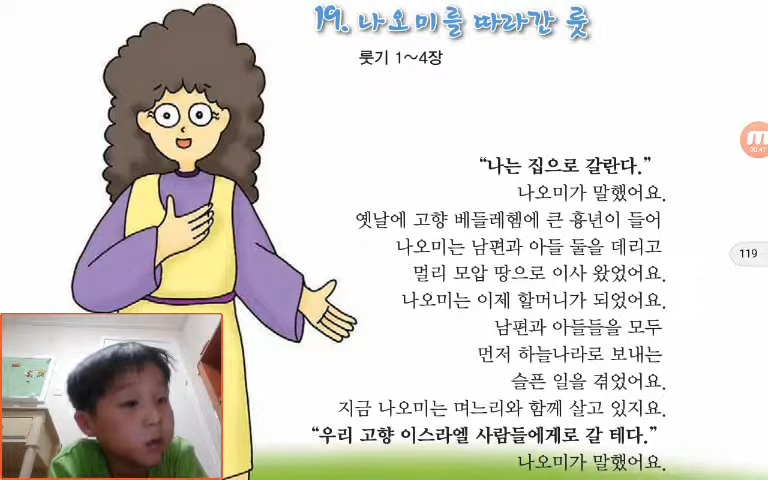 19. 나오미를 따라간 룻
룻기 1~4장
“나는 집으로 갈란다.”
나오미가 말했어요.
옛날에 고향 베들레헴에 큰 흉년이 들어
나오미는 남편과 아들 둘을 데리고
멀리 모압 땅으로 이사 왔었어요.
나오미는 이제 할머니가 되었어요.
남편과 아들들을 모두
먼저 하늘나라로 보내는
슬픈 일을 겪었어요.
지금 나오미는 며느리와 함께 살고 있지요.
“우리 고향 이스라엘 사람들에게로 갈 테다.”
나오미가 말했어요.
119
00:41